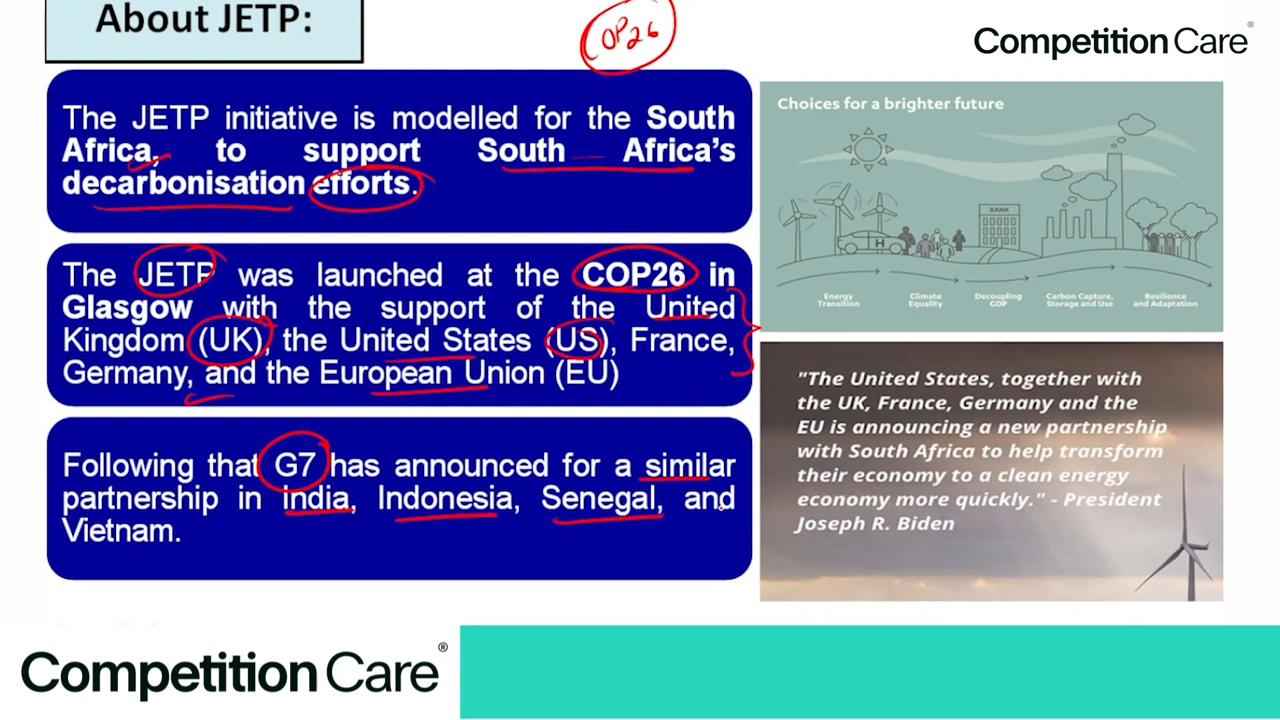 About JETP:
COP26
Competition Care®
The JETP initiative is modelled for the South
Africa, to support South Africa's
decarbonisation efforts.
The JETP was launched at the COP26 in
Glasgow with the support of the United
Kingdom (UK), the United States (US), France,
Germany, and the European Union (EU)
Following that G7 has announced for a similar
partnership in India, Indonesia, Senegal, and
Vietnam.
Choices for a brighter future
BANK
H
Energy
Transition
Climate
Equality
Decoupling
GDP
Carbon Capture,
Storage and Use
Resilience
and Adaptation
"The United States, together with
the UK, France, Germany and the
EU is announcing a new partnership
with South Africa to help transform
their economy to a clean energy
economy more quickly." - President
Joseph R. Biden
Competition Care®